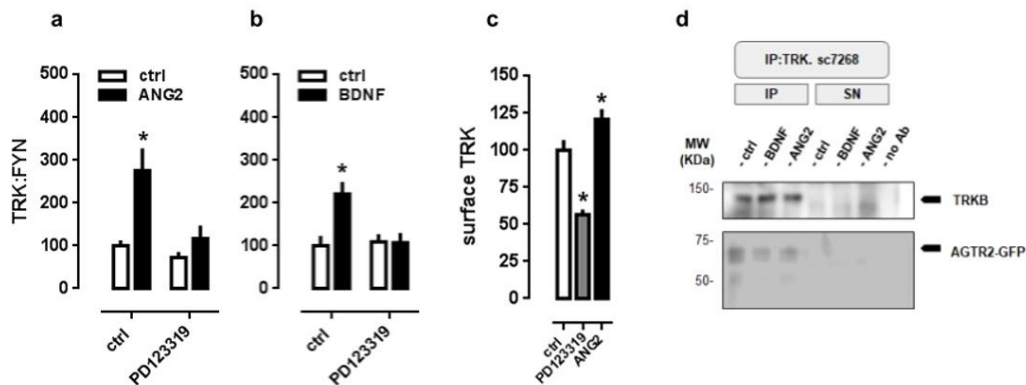 a
ctrl
ANG2
TRK:FYN
500
400
300
200
100
0
*
ctrl
PD123319
b
ctrl
BDNF
500
400
300
200
100
0
*
ctrl
PD123319
c
surface TRK
150
125
100
75
50
25
0
*
*
ctrl
PD123319
ANG2
d
IP:TRK. sc7268
IP
SN
MW
(KDa)
- ctrl
- BDNF
- ANG2
- ctrl
- BDNF
- ANG2
- no Ab
150-
TRKB
75-
AGTR2-GFP
50-